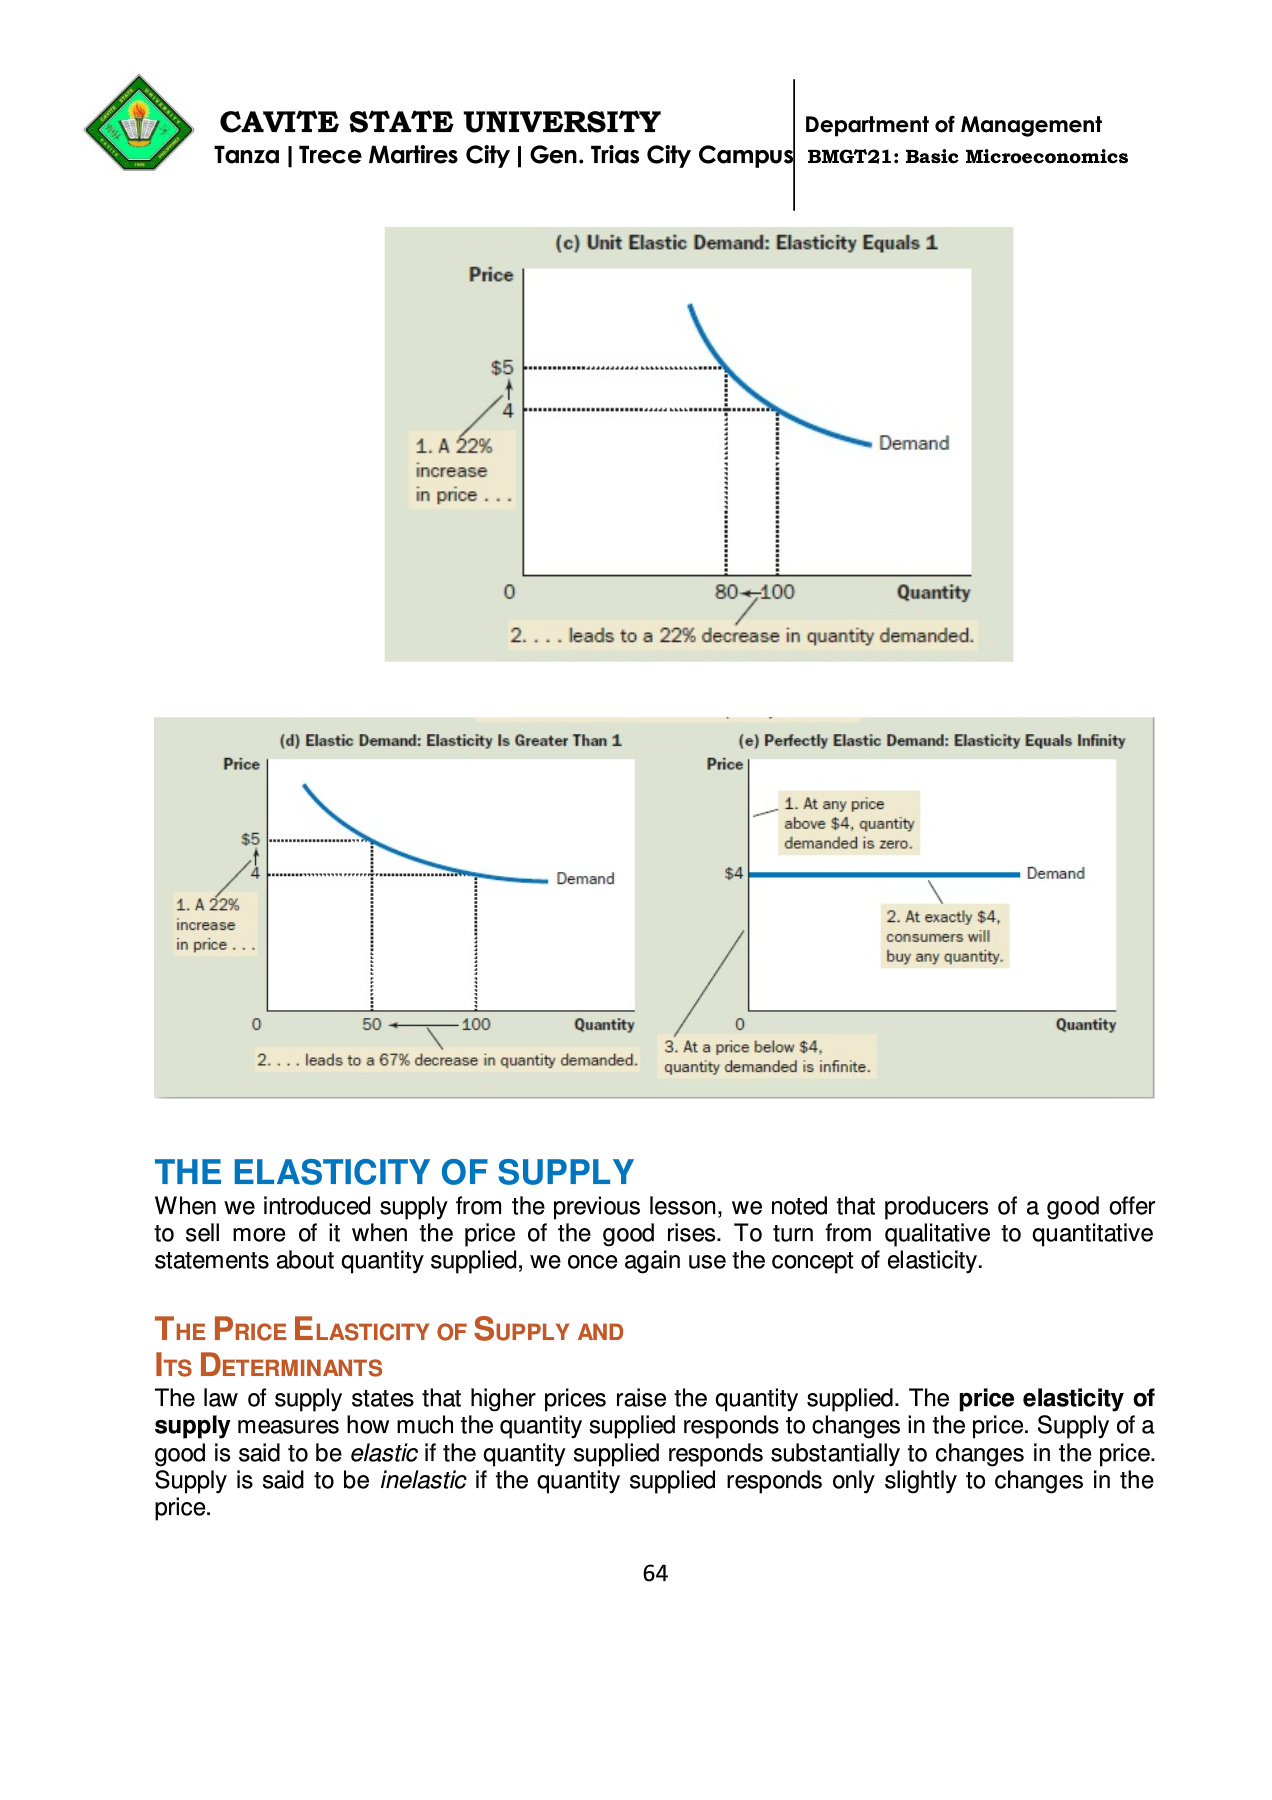 CAVITE STATE UNIVERSITY
Tanza | Trece Martires City | Gen. Trias City Campus
Department of Management
BMGT21: Basic Microeconomics
(c) Unit Elastic Demand: Elasticity Equals 1
Price
$5
4
1. A 22%
increase
in price . . .
Demand
0
80
100
Quantity
2. . . . leads to a 22% decrease in quantity demanded.
(d) Elastic Demand: Elasticity Is Greater Than 1
Price
$5
4
1. A 22%
increase
in price . . .
Demand
0
50
100
Quantity
2. . . . leads to a 67% decrease in quantity demanded.
(e) Perfectly Elastic Demand: Elasticity Equals Infinity
Price
1. At any price
above $4, quantity
demanded is zero.
$4
Demand
2. At exactly $4,
consumers will
buy any quantity.
0
Quantity
3. At a price below $4,
quantity demanded is infinite.
THE ELASTICITY OF SUPPLY
When we introduced supply from the previous lesson, we noted that producers of a good offer
to sell more of it when the price of the good rises. To turn from qualitative to quantitative
statements about quantity supplied, we once again use the concept of elasticity.
THE PRICE ELASTICITY OF SUPPLY AND
ITS DETERMINANTS
The law of supply states that higher prices raise the quantity supplied. The price elasticity of
supply measures how much the quantity supplied responds to changes in the price. Supply of a
good is said to be elastic if the quantity supplied responds substantially to changes in the price.
Supply is said to be inelastic if the quantity supplied responds only slightly to changes in the
price.
64